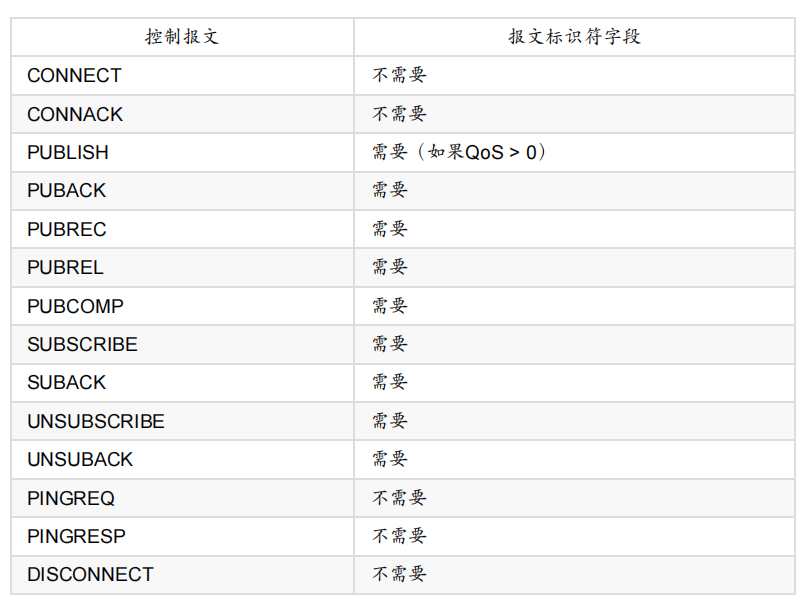 控制报文 报文标识符字段
CONNECT 不需要
CONNACK 不需要
PUBLISH 需要（如果QoS > 0）
PUBACK 需要
PUBREC 需要
PUBREL 需要
PUBCOMP 需要
SUBSCRIBE 需要
SUBACK 需要
UNSUBSCRIBE 需要
UNSUBACK 需要
PINGREQ 不需要
PINGRESP 不需要
DISCONNECT 不需要